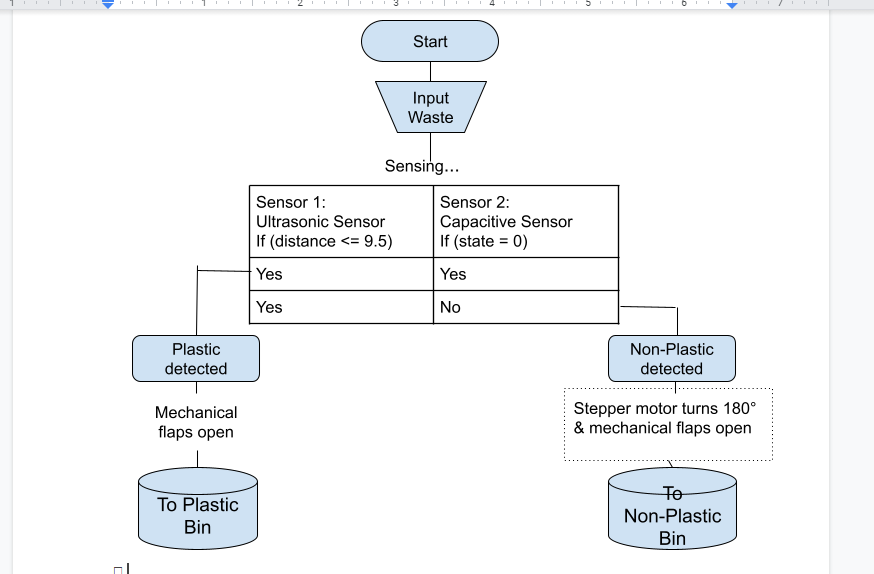 1 1 2 3 4 5 6 7
Start
Input
Waste
Sensing...
Sensor 1:
Ultrasonic Sensor
If (distance <= 9.5)
Sensor 2:
Capacitive Sensor
If (state = 0)
Yes
Yes
Yes
No
Plastic
detected
Non-Plastic
detected
Mechanical
flaps open
Stepper motor turns 180°
& mechanical flaps open
To Plastic
Bin
To
Non-Plastic
Bin